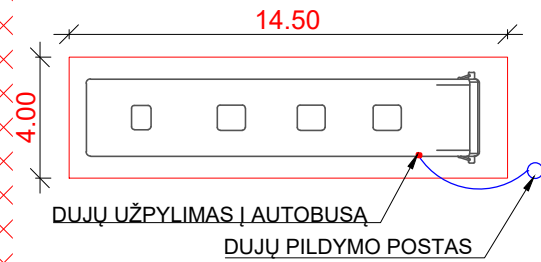 14.50
4.00
DUJŲ UŽPYLIMAS Į AUTOBUSĄ
DUJŲ PILDYMO POSTAS